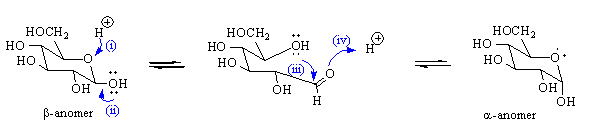 HOCH₂ H⊕ (i)
HO O
HO OH OH
(ii)
β-anomer
HOCH₂ OH (iv) H⊕
HO (iii) O
HO OH H
HOCH₂
HO O
HO OH OH
α-anomer